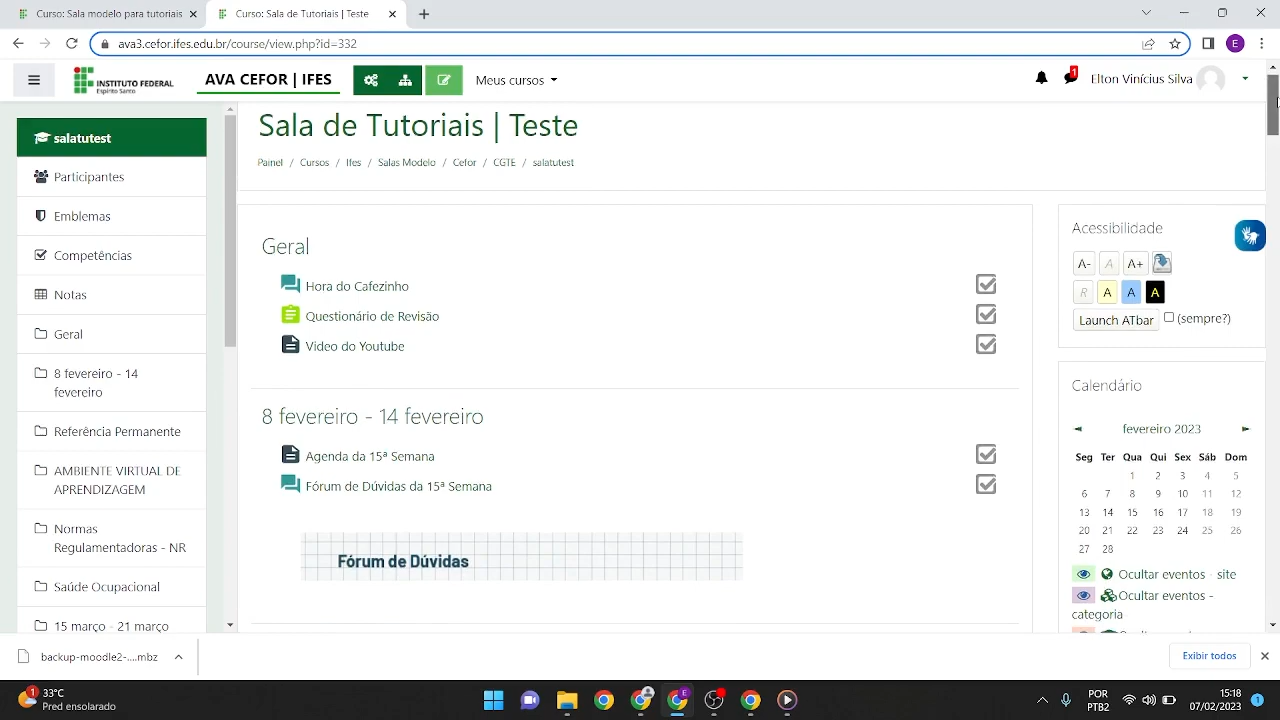 Curso: Sala modelo para tutoriais
Curso: Sala de Tutoriais | Teste
ava3.cefor.ifes.edu.br/course/view.php?id=332
E
INSTITUTO FEDERAL
Espírito Santo
AVA CEFOR | IFES
Meus cursos
1
Elton Vinicius Silva
salatutest
Participantes
Emblemas
Competências
Notas
Geral
8 fevereiro - 14
fevereiro
Referência Permanente
AMBIENTE VIRTUAL DE
APRENDIZAGEM
Normas
Regulamentadoras - NR
Saúde Ocupacional
15 março - 21 março
Sala de Tutoriais | Teste
Painel / Cursos / Ifes / Salas Modelo / Cefor / CGTE / salatutest
Geral
Hora do Cafezinho
Questionário de Revisão
Video do Youtube
8 fevereiro - 14 fevereiro
Agenda da 15ª Semana
Fórum de Dúvidas da 15ª Semana
Fórum de Dúvidas
Acessibilidade
A- A A+
R A A A
Launch ATbar (sempre?)
Calendário
◄ fevereiro 2023 ►
Seg Ter Qua Qui Sex Sáb Dom
1 2 3 4 5
6 7 8 9 10 11 12
13 14 15 16 17 18 19
20 21 22 23 24 25 26
27 28
Ocultar eventos - site
Ocultar eventos -
categoria
backup-moodle2-....mbz
Exibir todos
1
33°C
Pred ensolarado
E
POR
PTB2
15:18
07/02/2023
1